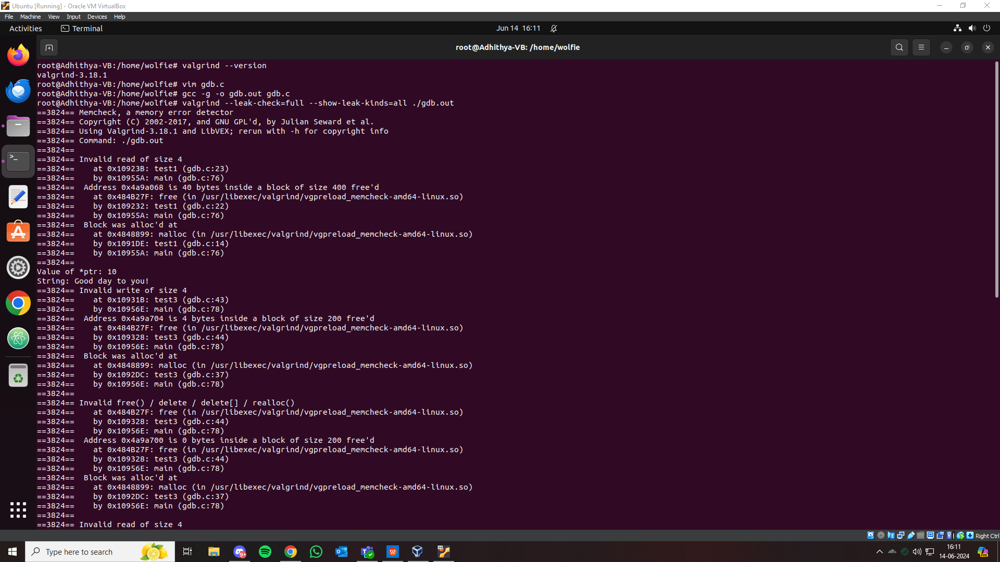 Ubuntu [Running] - Oracle VM VirtualBox
File Machine View Input Devices Help
Activities Terminal Jun 14 16:11
root@Adhithya-VB: /home/wolfie
root@Adhithya-VB:/home/wolfie# valgrind --version
valgrind-3.18.1
root@Adhithya-VB:/home/wolfie# vim gdb.c
root@Adhithya-VB:/home/wolfie# gcc -g -o gdb.out gdb.c
root@Adhithya-VB:/home/wolfie# valgrind --leak-check=full --show-leak-kinds=all ./gdb.out
==3824== Memcheck, a memory error detector
==3824== Copyright (C) 2002-2017, and GNU GPL'd, by Julian Seward et al.
==3824== Using Valgrind-3.18.1 and LibVEX; rerun with -h for copyright info
==3824== Command: ./gdb.out
==3824==
==3824== Invalid read of size 4
==3824==    at 0x10923B: test1 (gdb.c:23)
==3824==    by 0x10955A: main (gdb.c:76)
==3824==  Address 0x4a9a068 is 40 bytes inside a block of size 400 free'd
==3824==    at 0x484B27F: free (in /usr/libexec/valgrind/vgpreload_memcheck-amd64-linux.so)
==3824==    by 0x109232: test1 (gdb.c:22)
==3824==    by 0x10955A: main (gdb.c:76)
==3824==  Block was alloc'd at
==3824==    at 0x4848899: malloc (in /usr/libexec/valgrind/vgpreload_memcheck-amd64-linux.so)
==3824==    by 0x1091DE: test1 (gdb.c:14)
==3824==    by 0x10955A: main (gdb.c:76)
==3824==
Value of *ptr: 10
String: Good day to you!
==3824== Invalid write of size 4
==3824==    at 0x10931B: test3 (gdb.c:43)
==3824==    by 0x10956E: main (gdb.c:78)
==3824==  Address 0x4a9a704 is 4 bytes inside a block of size 200 free'd
==3824==    at 0x484B27F: free (in /usr/libexec/valgrind/vgpreload_memcheck-amd64-linux.so)
==3824==    by 0x109328: test3 (gdb.c:44)
==3824==    by 0x10956E: main (gdb.c:78)
==3824==  Block was alloc'd at
==3824==    at 0x4848899: malloc (in /usr/libexec/valgrind/vgpreload_memcheck-amd64-linux.so)
==3824==    by 0x1092DC: test3 (gdb.c:37)
==3824==    by 0x10956E: main (gdb.c:78)
==3824==
==3824== Invalid free() / delete / delete[] / realloc()
==3824==    at 0x484B27F: free (in /usr/libexec/valgrind/vgpreload_memcheck-amd64-linux.so)
==3824==    by 0x109328: test3 (gdb.c:44)
==3824==    by 0x10956E: main (gdb.c:78)
==3824==  Address 0x4a9a700 is 0 bytes inside a block of size 200 free'd
==3824==    at 0x484B27F: free (in /usr/libexec/valgrind/vgpreload_memcheck-amd64-linux.so)
==3824==    by 0x109328: test3 (gdb.c:44)
==3824==    by 0x10956E: main (gdb.c:78)
==3824==  Block was alloc'd at
==3824==    at 0x4848899: malloc (in /usr/libexec/valgrind/vgpreload_memcheck-amd64-linux.so)
==3824==    by 0x1092DC: test3 (gdb.c:37)
==3824==    by 0x10956E: main (gdb.c:78)
==3824==
==3824== Invalid read of size 4
Right Ctrl
Type here to search
9+
16:11
14-06-2024